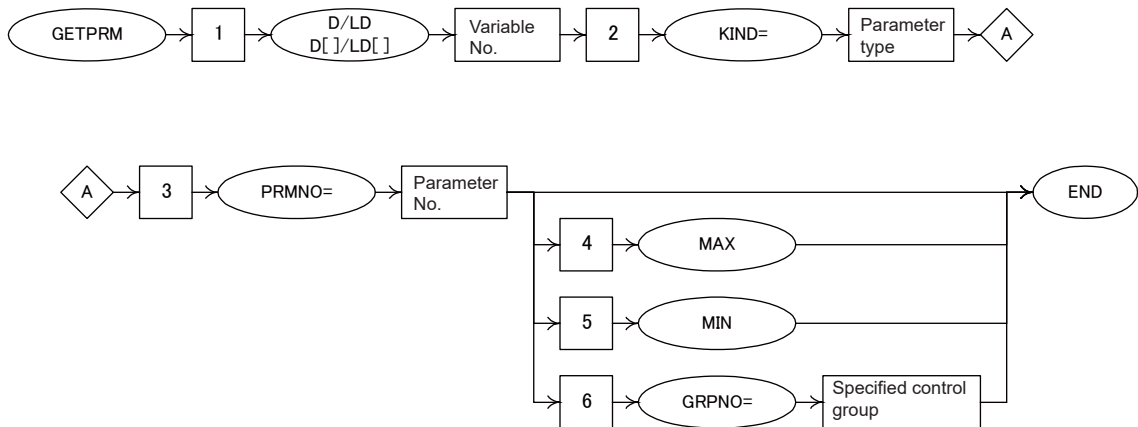 GETPRM
1
D/LD
D[]/LD[]
Variable
No.
2
KIND=
Parameter
type
A
A
3
PRMNO=
Parameter
No.
END
4
MAX
5
MIN
6
GRPNO=
Specified control
group